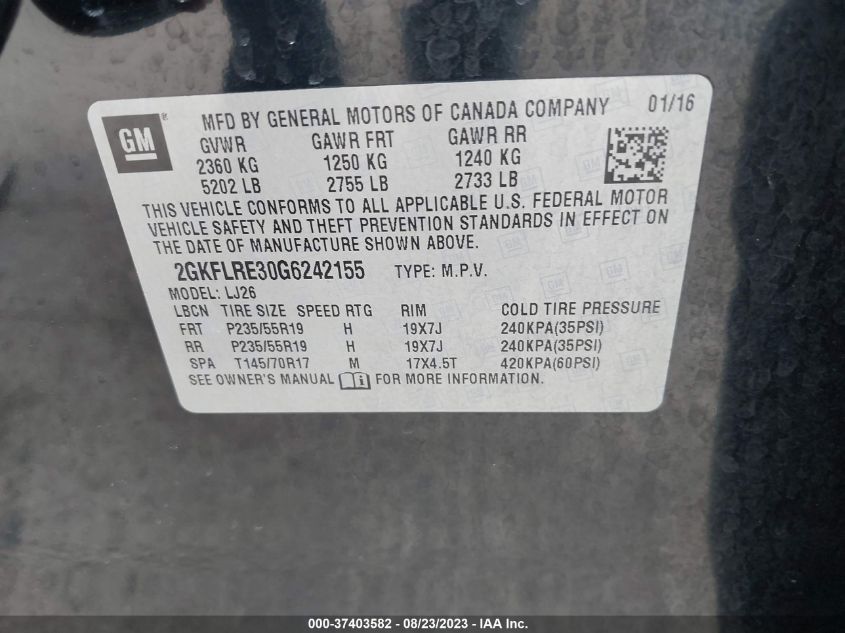 GM ®
MFD BY GENERAL MOTORS OF CANADA COMPANY 01/16
GVWR GAWR FRT GAWR RR
2360 KG 1250 KG 1240 KG
5202 LB 2755 LB 2733 LB
THIS VEHICLE CONFORMS TO ALL APPLICABLE U.S. FEDERAL MOTOR
VEHICLE SAFETY AND THEFT PREVENTION STANDARDS IN EFFECT ON
THE DATE OF MANUFACTURE SHOWN ABOVE.
2GKFLRE30G6242155 TYPE: M.P.V.
MODEL: LJ26
LBCN TIRE SIZE SPEED RTG RIM COLD TIRE PRESSURE
FRT P235/55R19 H 19X7J 240KPA(35PSI)
RR P235/55R19 H 19X7J 240KPA(35PSI)
SPA T145/70R17 M 17X4.5T 420KPA(60PSI)
SEE OWNER'S MANUAL FOR MORE INFORMATION.
000-37403582 / 08/23/2023 - Copyright © IAA, Inc.